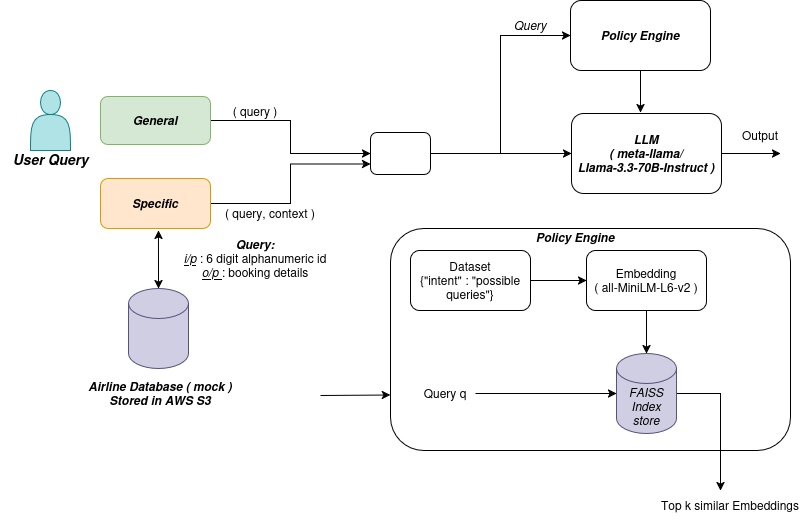 Query
Policy Engine
User Query
General
( query )
LLM
( meta-llama/
Llama-3.3-70B-Instruct )
Output
Specific
( query, context )
Query:
i/p : 6 digit alphanumeric id
o/p : booking details
Airline Database ( mock )
Stored in AWS S3
Policy Engine
Dataset
{"intent" : "possible
queries"}
Embedding
( all-MiniLM-L6-v2 )
Query q
FAISS
Index
store
Top k similar Embeddings